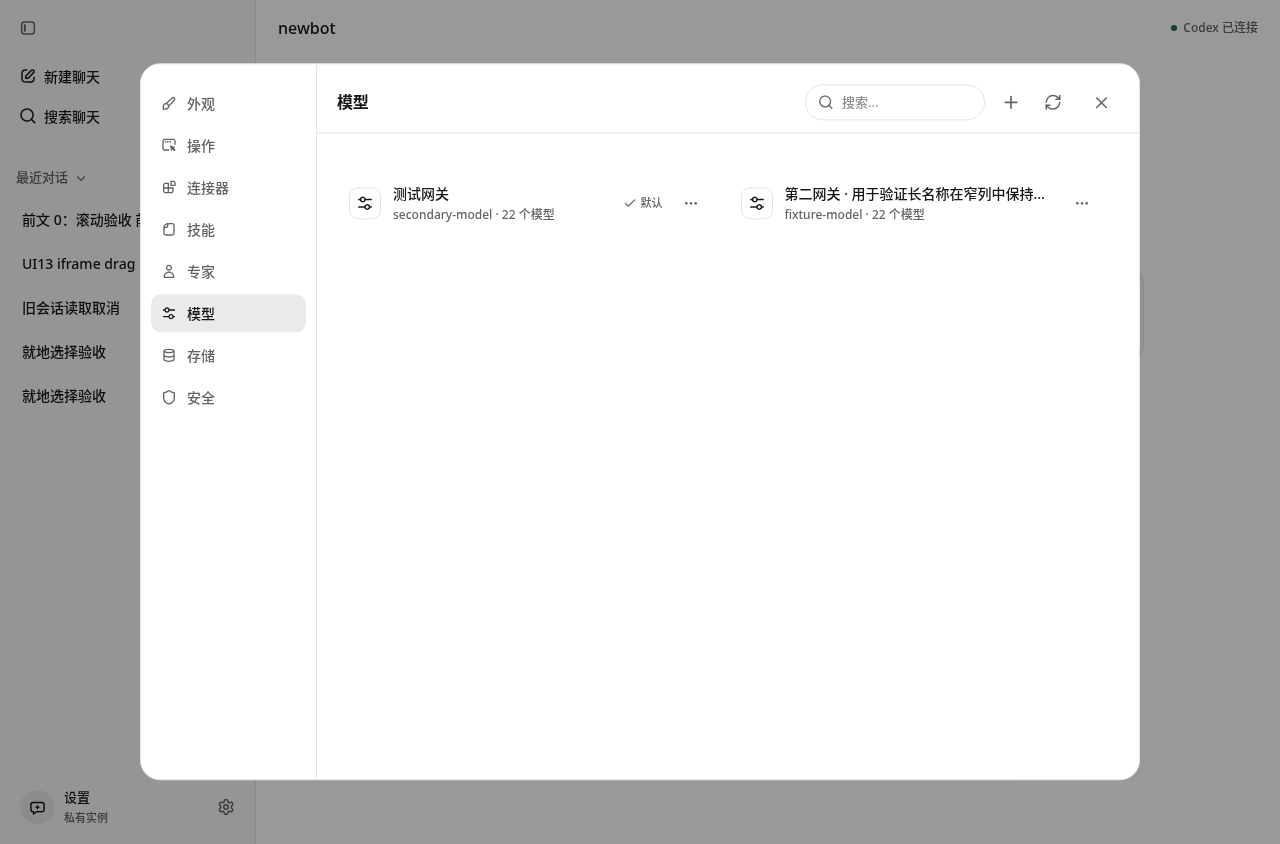 newbot
Codex 已连接
新建聊天
搜索聊天
最近对话
前文 0：滚动验收 前
UI13 iframe drag
旧会话读取取消
就地选择验收
就地选择验收
设置
私有实例
外观
操作
连接器
技能
专家
模型
存储
安全
模型
搜索...
测试网关
secondary-model · 22 个模型
默认
第二网关 · 用于验证长名称在窄列中保持...
fixture-model · 22 个模型